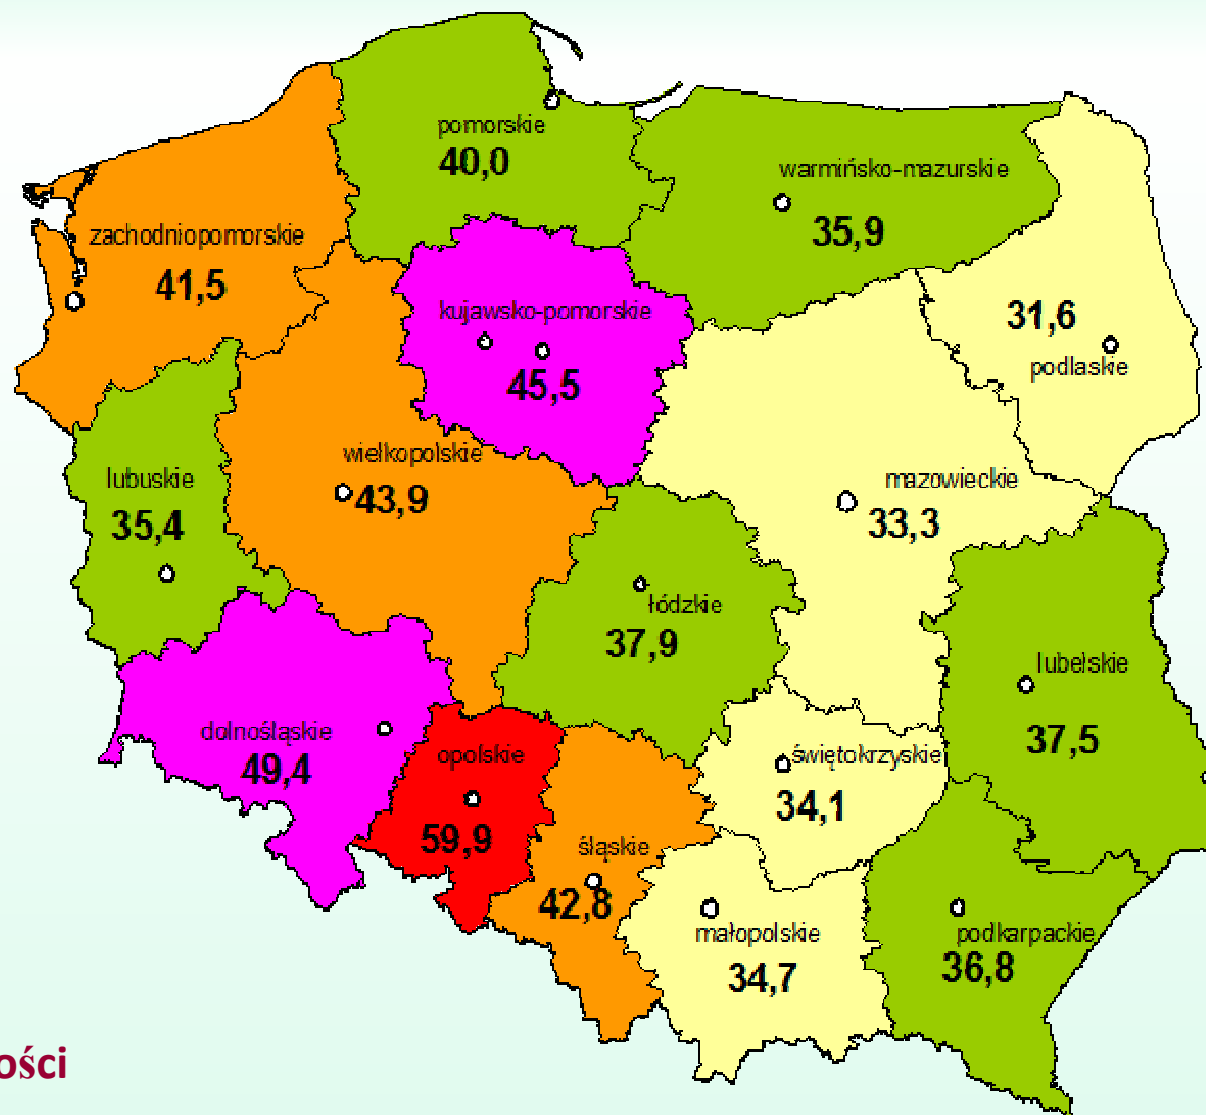 pomorskie
40,0
warmińsko-mazurskie
35,9
zachodniopomorskie
41,5
kujawsko-pomorskie
45,5
31,6
podlaskie
wielkopolskie
43,9
lubuskie
35,4
mazowieckie
33,3
łódzkie
37,9
lubelskie
37,5
dolnośląskie
49,4
opolskie
59,9
świętokrzyskie
34,1
śląskie
42,8
małopolskie
34,7
podkarpackie
36,8
ości